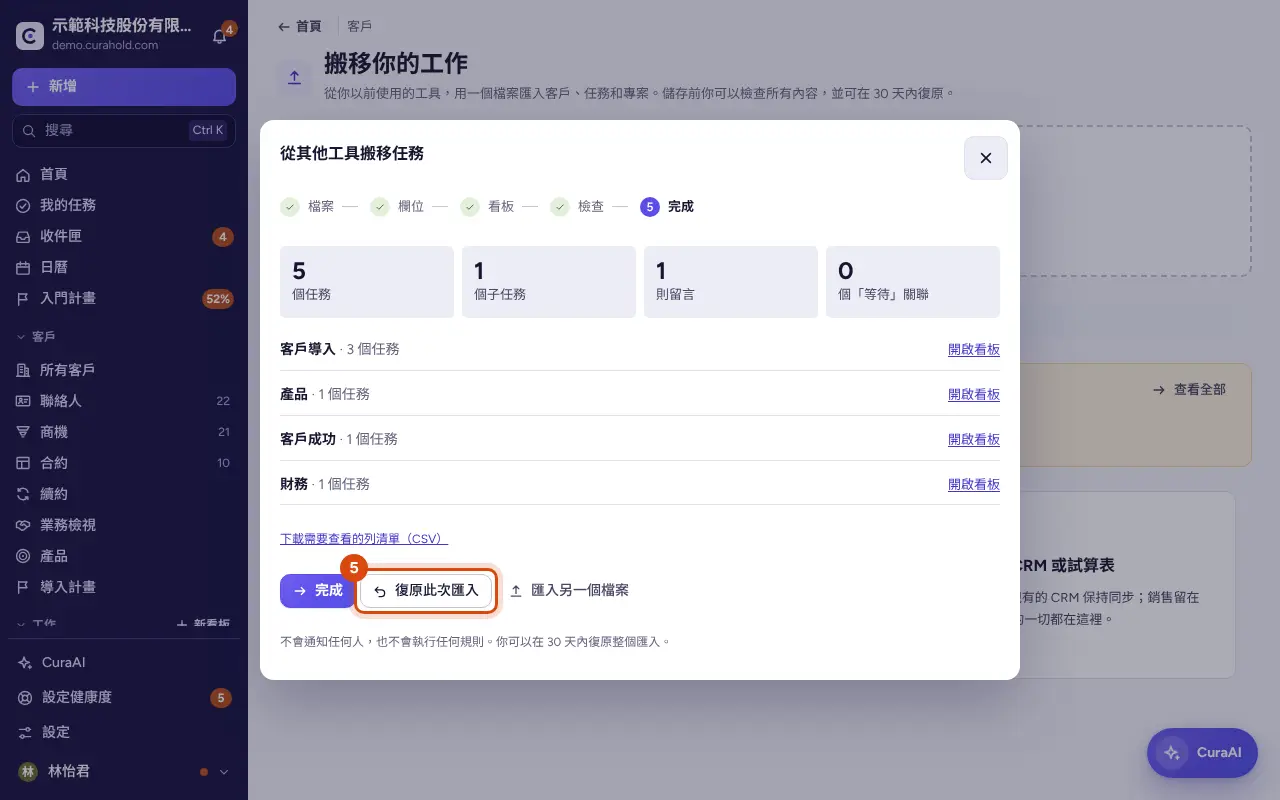 示範科技股份有限...
demo.curahold.com
4
新增
搜尋
Ctrl K
首頁
我的任務
收件匣
4
日曆
入門計畫
52%
客戶
所有客戶
聯絡人
22
商機
21
合約
10
續約
業務檢視
產品
導入計畫
工作
新看板
CuraAI
設定健康度
5
設定
林
林怡君
首頁
客戶
搬移你的工作
從你以前使用的工具，用一個檔案匯入客戶、任務和專案。儲存前你可以檢查所有內容，並可在 30 天內復原。
從其他工具搬移任務
檔案
欄位
看板
檢查
5
完成
5
個任務
1
個子任務
1
則留言
0
個「等待」關聯
客戶導入 · 3 個任務
開啟看板
產品 · 1 個任務
開啟看板
客戶成功 · 1 個任務
開啟看板
財務 · 1 個任務
開啟看板
下載需要查看的列清單（CSV）
完成
5
復原此次匯入
匯入另一個檔案
不會通知任何人，也不會執行任何規則。你可以在 30 天內復原整個匯入。
查看全部
CRM 或試算表
有的 CRM 保持同步；銷售留在
的一切都在這裡。
CuraAI